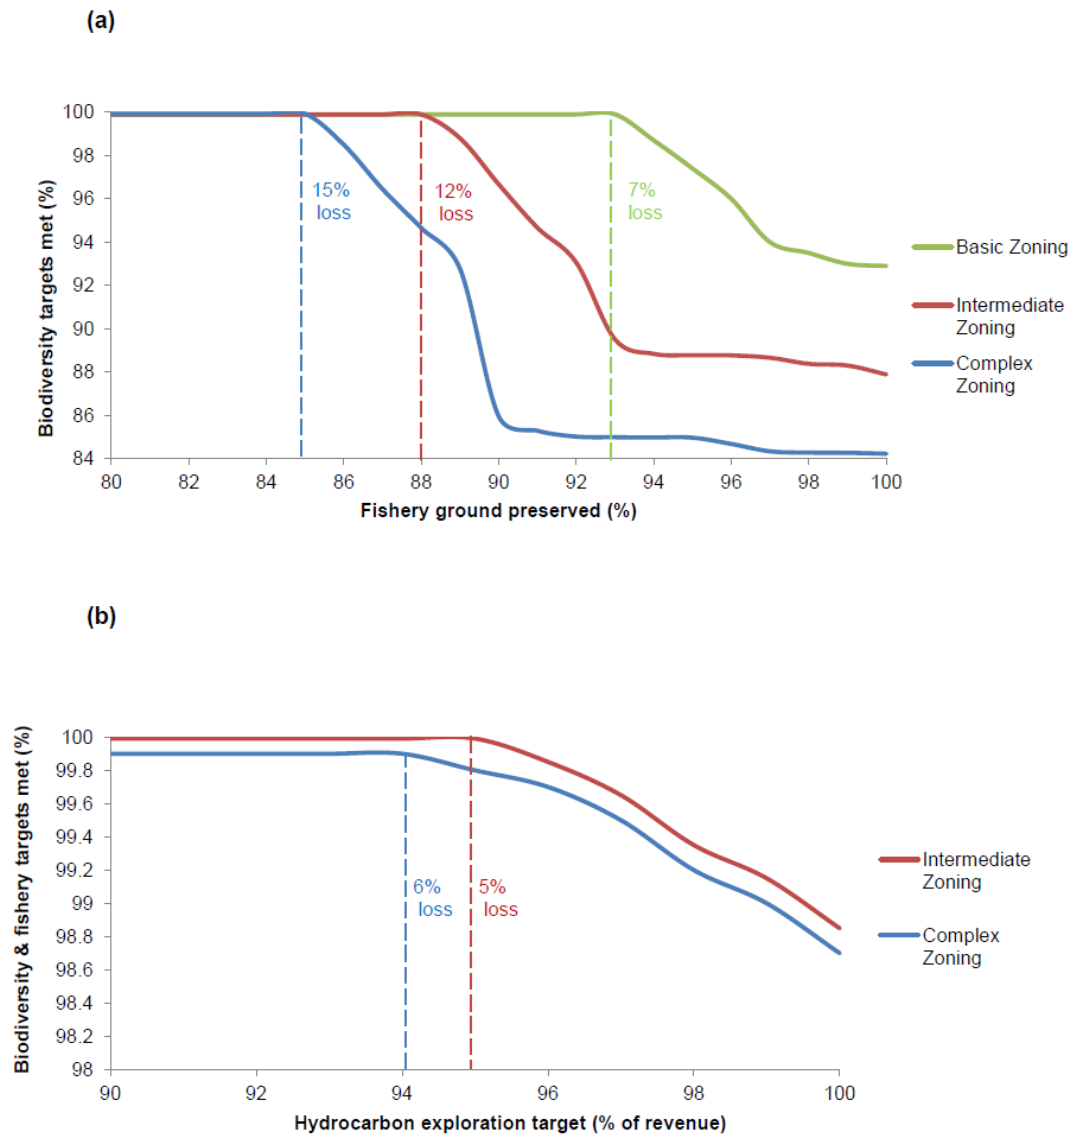 (a)
Biodiversity targets met (%)
100
98
96
94
92
90
88
86
84
15%
loss
12%
loss
7%
loss
80
82
84
86
88
90
92
94
96
98
100
Fishery ground preserved (%)
Basic Zoning
Intermediate
Zoning
Complex
Zoning
(b)
Biodiversity & fishery targets met (%)
100
99.8
99.6
99.4
99.2
99
98.8
98.6
98.4
98.2
98
6%
loss
5%
loss
90
92
94
96
98
100
Hydrocarbon exploration target (% of revenue)
Intermediate
Zoning
Complex
Zoning